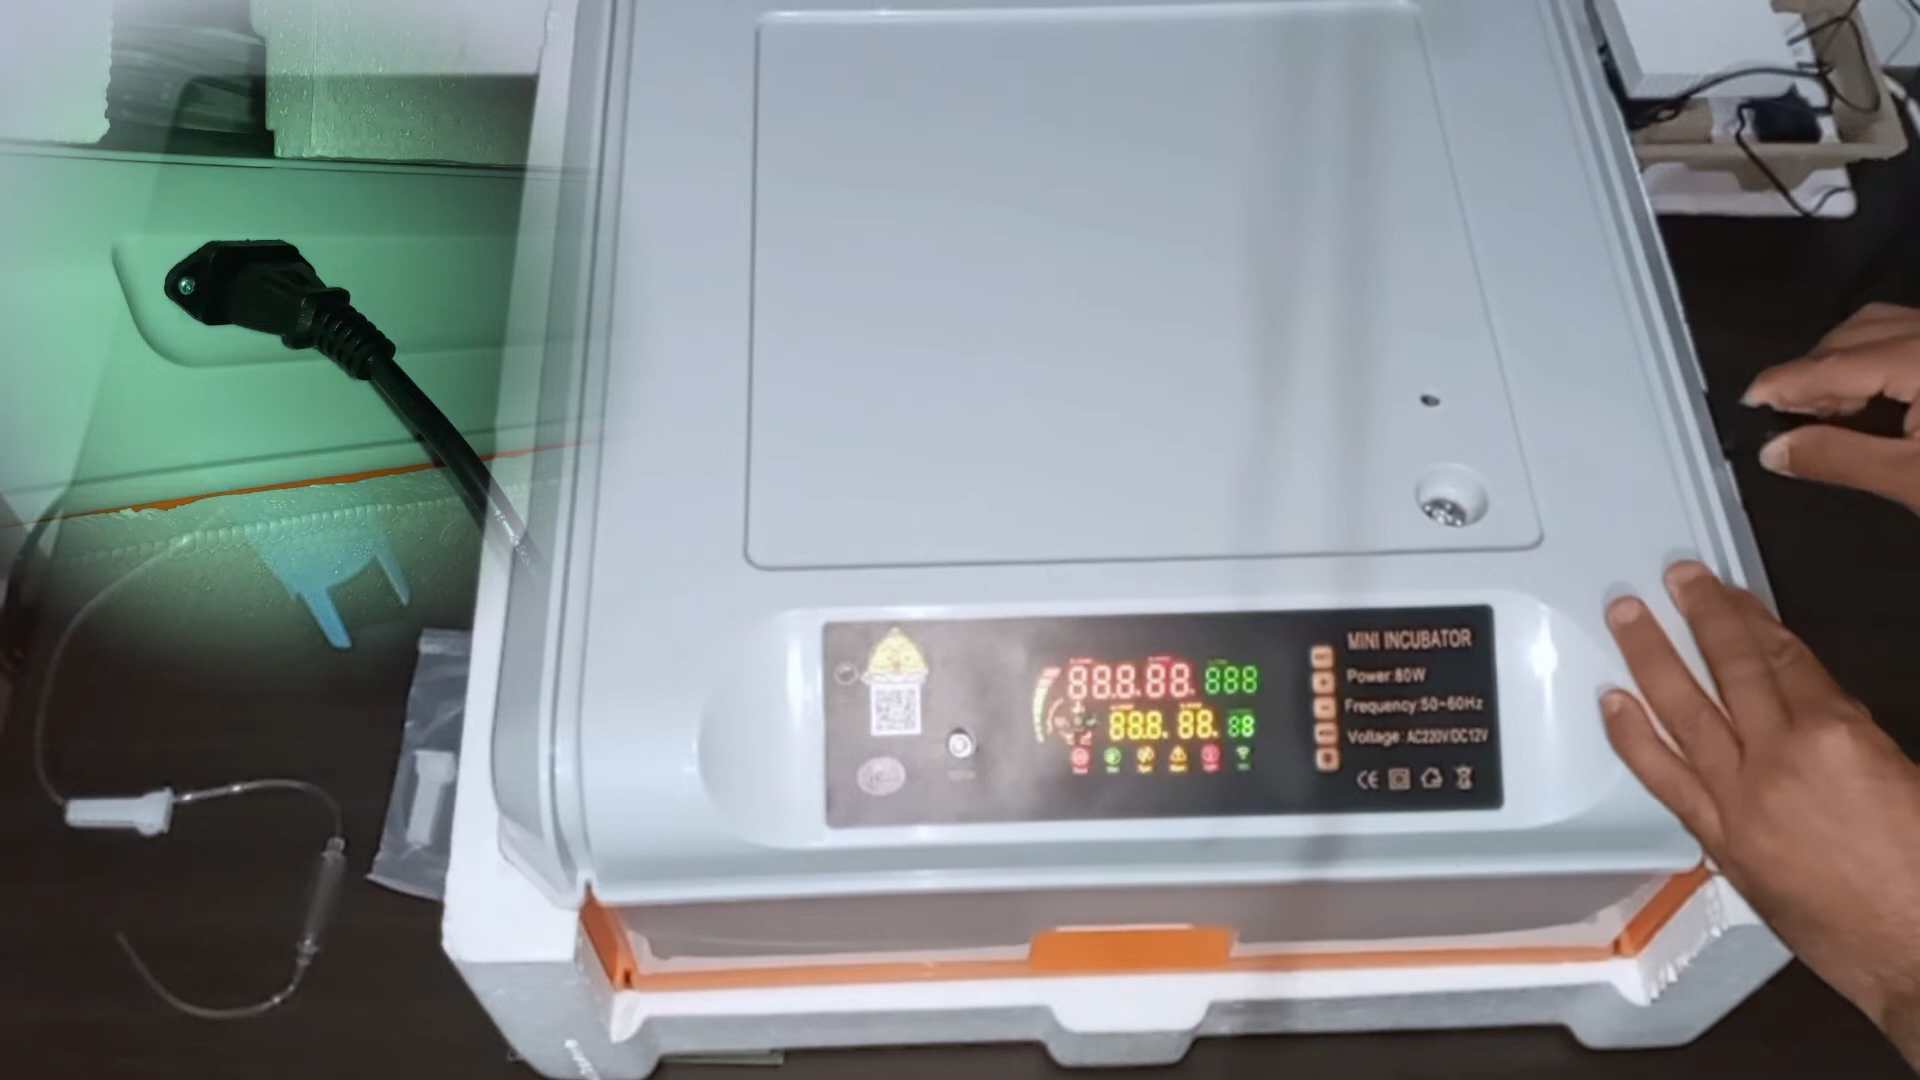 888.88. 888
888. 88. 88
MINI INCUBATOR
Power:80W
Frequency:50~60Hz
Voltage: AC220V/DC12V
CE